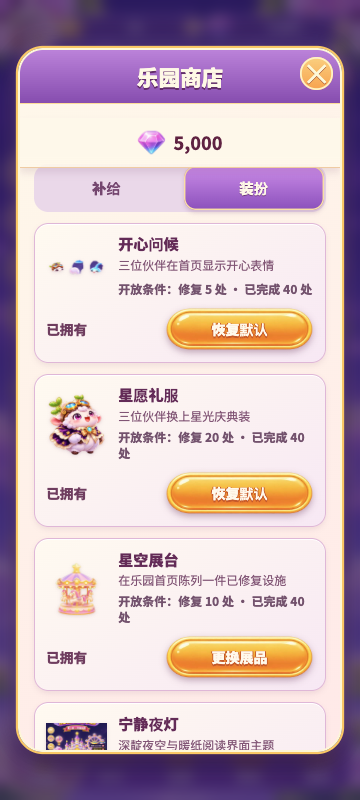 乐园商店
5,000
补给
装扮
开心问候
三位伙伴在首页显示开心表情
开放条件：修复 5 处 · 已完成 40 处
已拥有
恢复默认
星愿礼服
三位伙伴换上星光庆典装
开放条件：修复 20 处 · 已完成 40
处
已拥有
恢复默认
星空展台
在乐园首页陈列一件已修复设施
开放条件：修复 10 处 · 已完成 40
处
已拥有
更换展品
宁静夜灯
深靛夜空与暖纸阅读界面主题